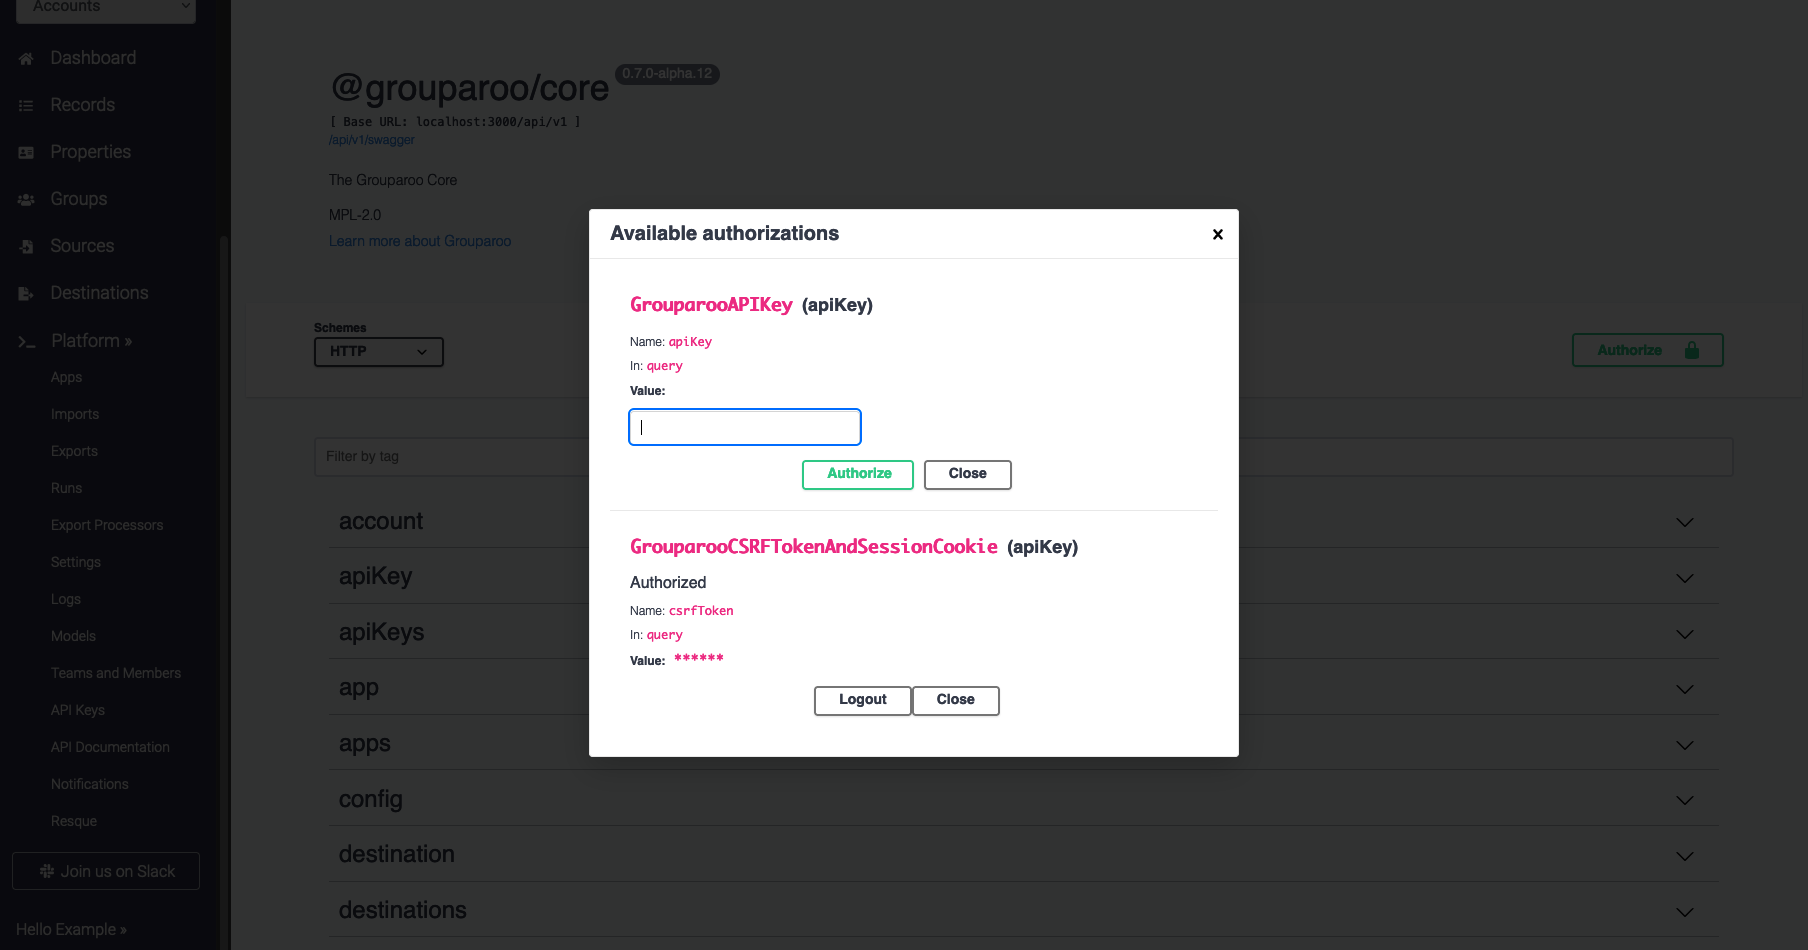 Accounts
Dashboard
Records
Properties
Groups
Sources
Destinations
Platform »
Apps
Imports
Exports
Runs
Export Processors
Settings
Logs
Models
Teams and Members
API Keys
API Documentation
Notifications
Resque
Join us on Slack
Hello Example »
@grouparoo/core 0.7.0-alpha.12
[ Base URL: localhost:3000/api/v1 ]
/api/v1/swagger
The Grouparoo Core
MPL-2.0
Learn more about Grouparoo
Schemes
HTTP
Authorize
Filter by tag
account
apiKey
apiKeys
app
apps
config
destination
destinations
Available authorizations
GrouparooAPIKey (apiKey)
Name: apiKey
In: query
Value:
Authorize Close
GrouparooCSRFTokenAndSessionCookie (apiKey)
Authorized
Name: csrfToken
In: query
Value: ******
Logout Close